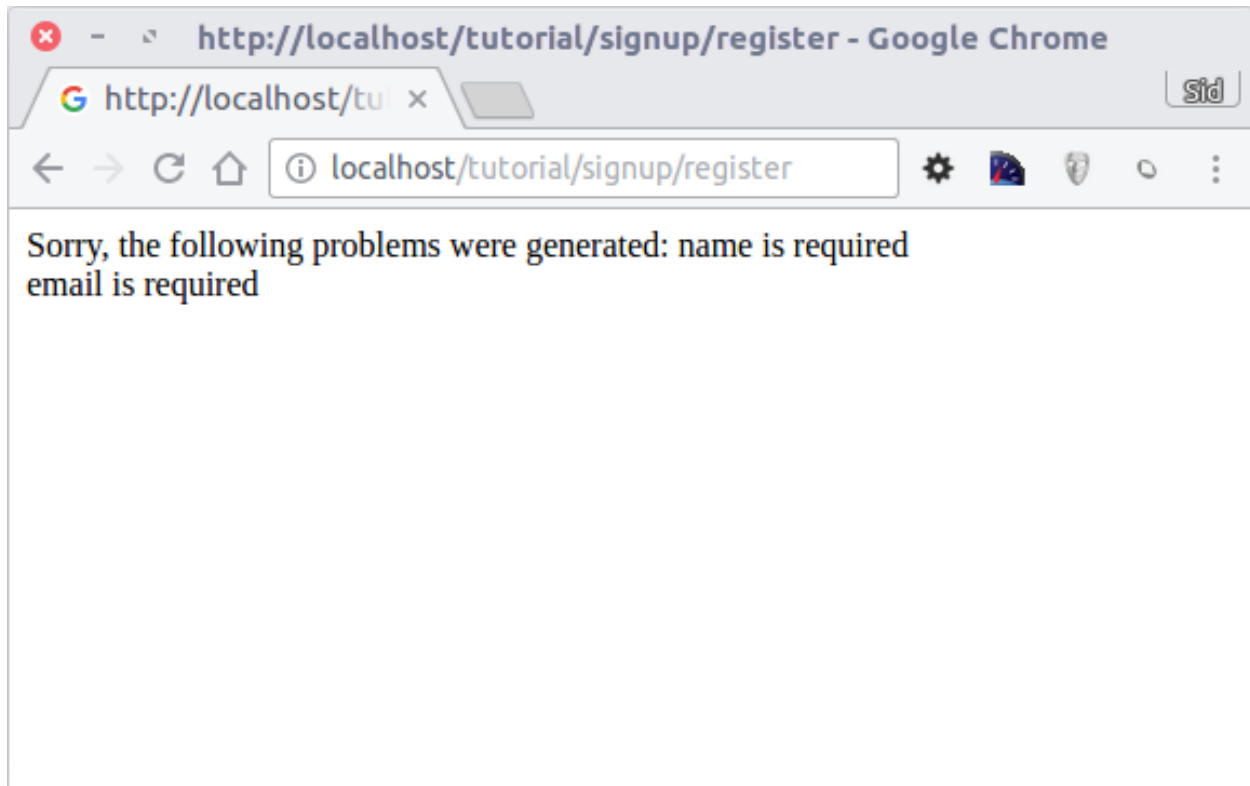 http://localhost/tutorial/signup/register - Google Chrome
http://localhost/tu
Sid
localhost/tutorial/signup/register
Sorry, the following problems were generated: name is required
email is required